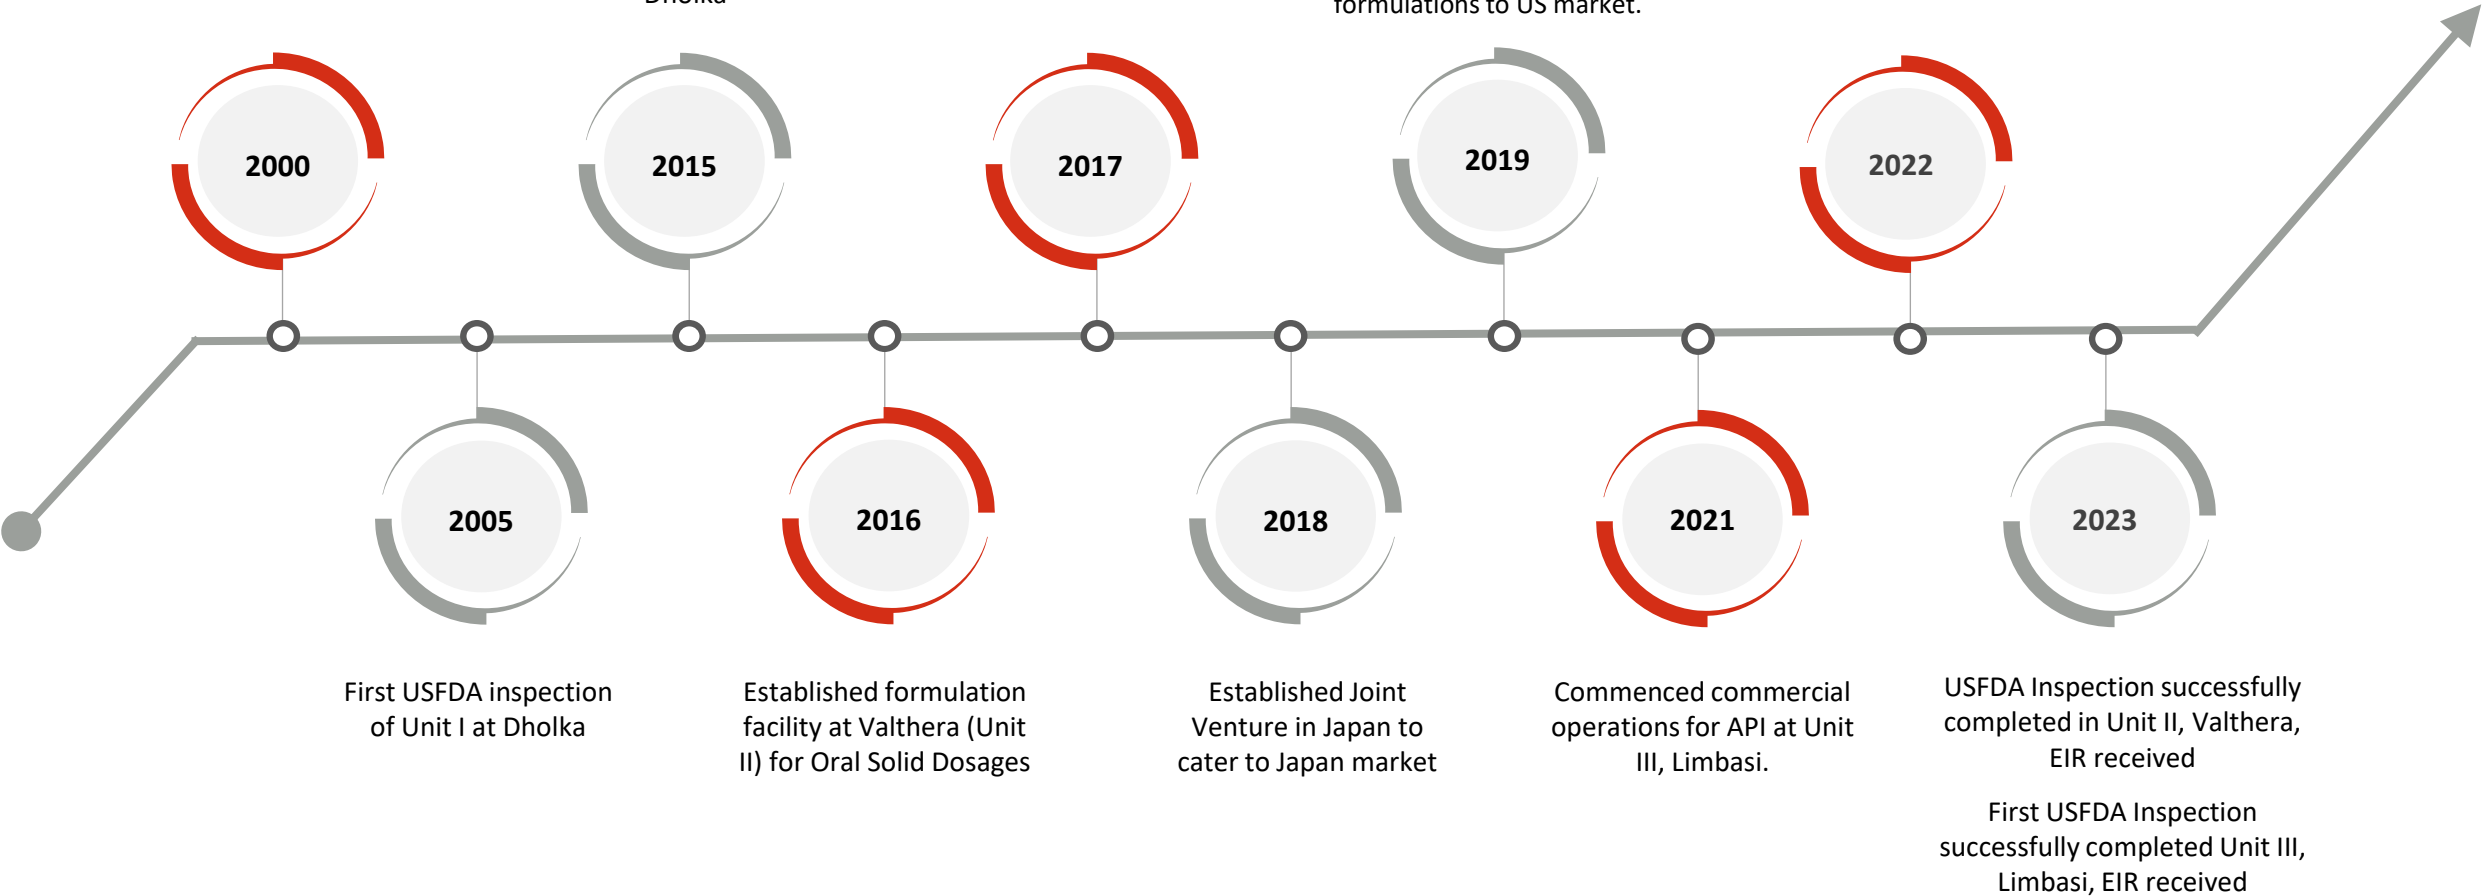 Dholka
formulations to US market.
2000
2015
2017
2019
2022
2005
2016
2018
2021
2023
First USFDA inspection
of Unit I at Dholka
Established formulation
facility at Valthera (Unit
II) for Oral Solid Dosages
Established Joint
Venture in Japan to
cater to Japan market
Commenced commercial
operations for API at Unit
III, Limbasi.
USFDA Inspection successfully
completed in Unit II, Valthera,
EIR received
First USFDA Inspection
successfully completed Unit III,
Limbasi, EIR received